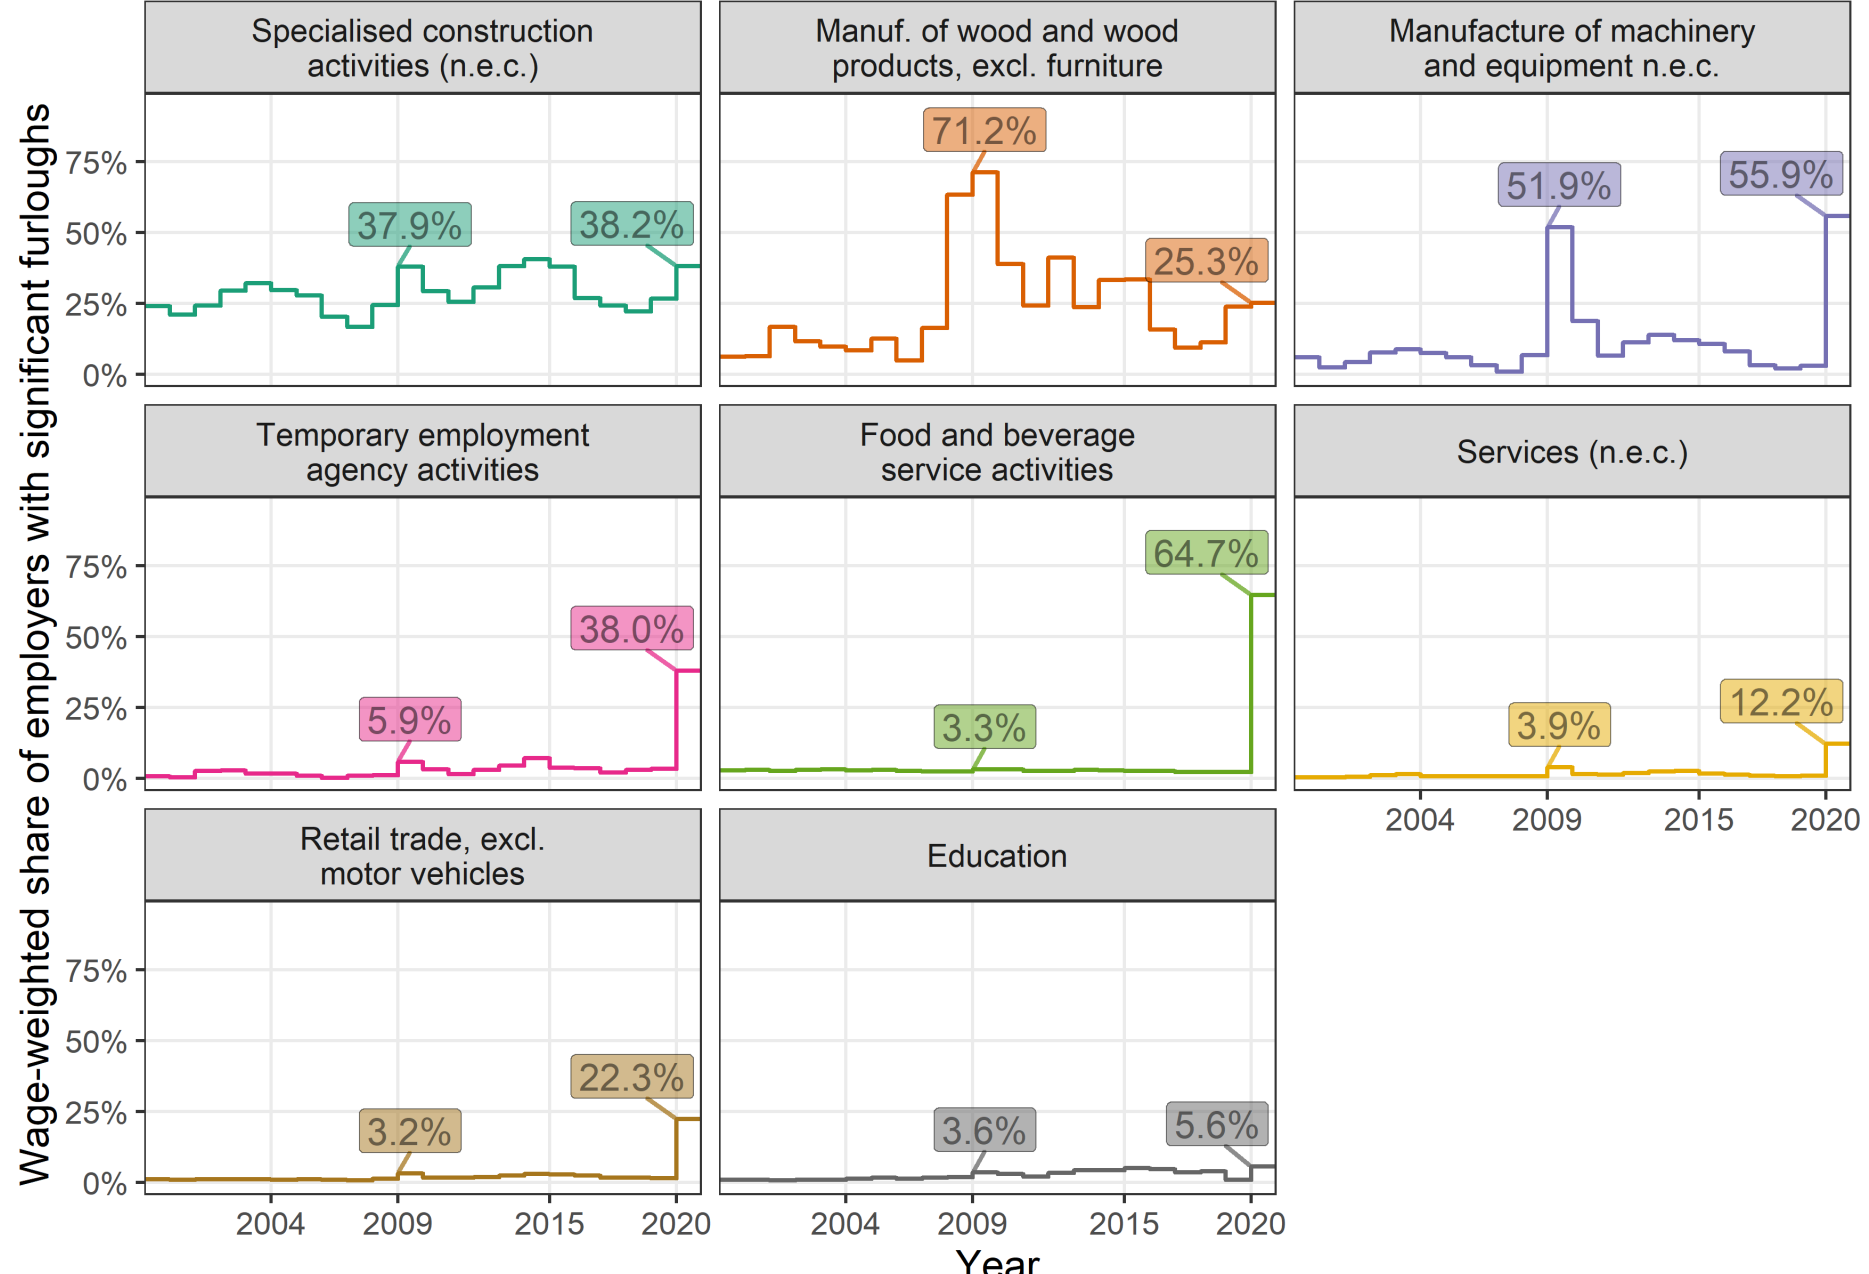 Wage-weighted share of employers with significant furloughs
Specialised construction
activities (n.e.c.)
Manuf. of wood and wood
products, excl. furniture
Manufacture of machinery
and equipment n.e.c.
75%
50%
25%
0%
37.9%
38.2%
71.2%
25.3%
51.9%
55.9%
Temporary employment
agency activities
Food and beverage
service activities
Services (n.e.c.)
75%
50%
25%
0%
5.9%
38.0%
3.3%
64.7%
3.9%
12.2%
2004 2009 2015 2020
Retail trade, excl.
motor vehicles
Education
75%
50%
25%
0%
3.2%
22.3%
3.6%
5.6%
2004 2009 2015 2020
2004 2009 2015 2020
Year